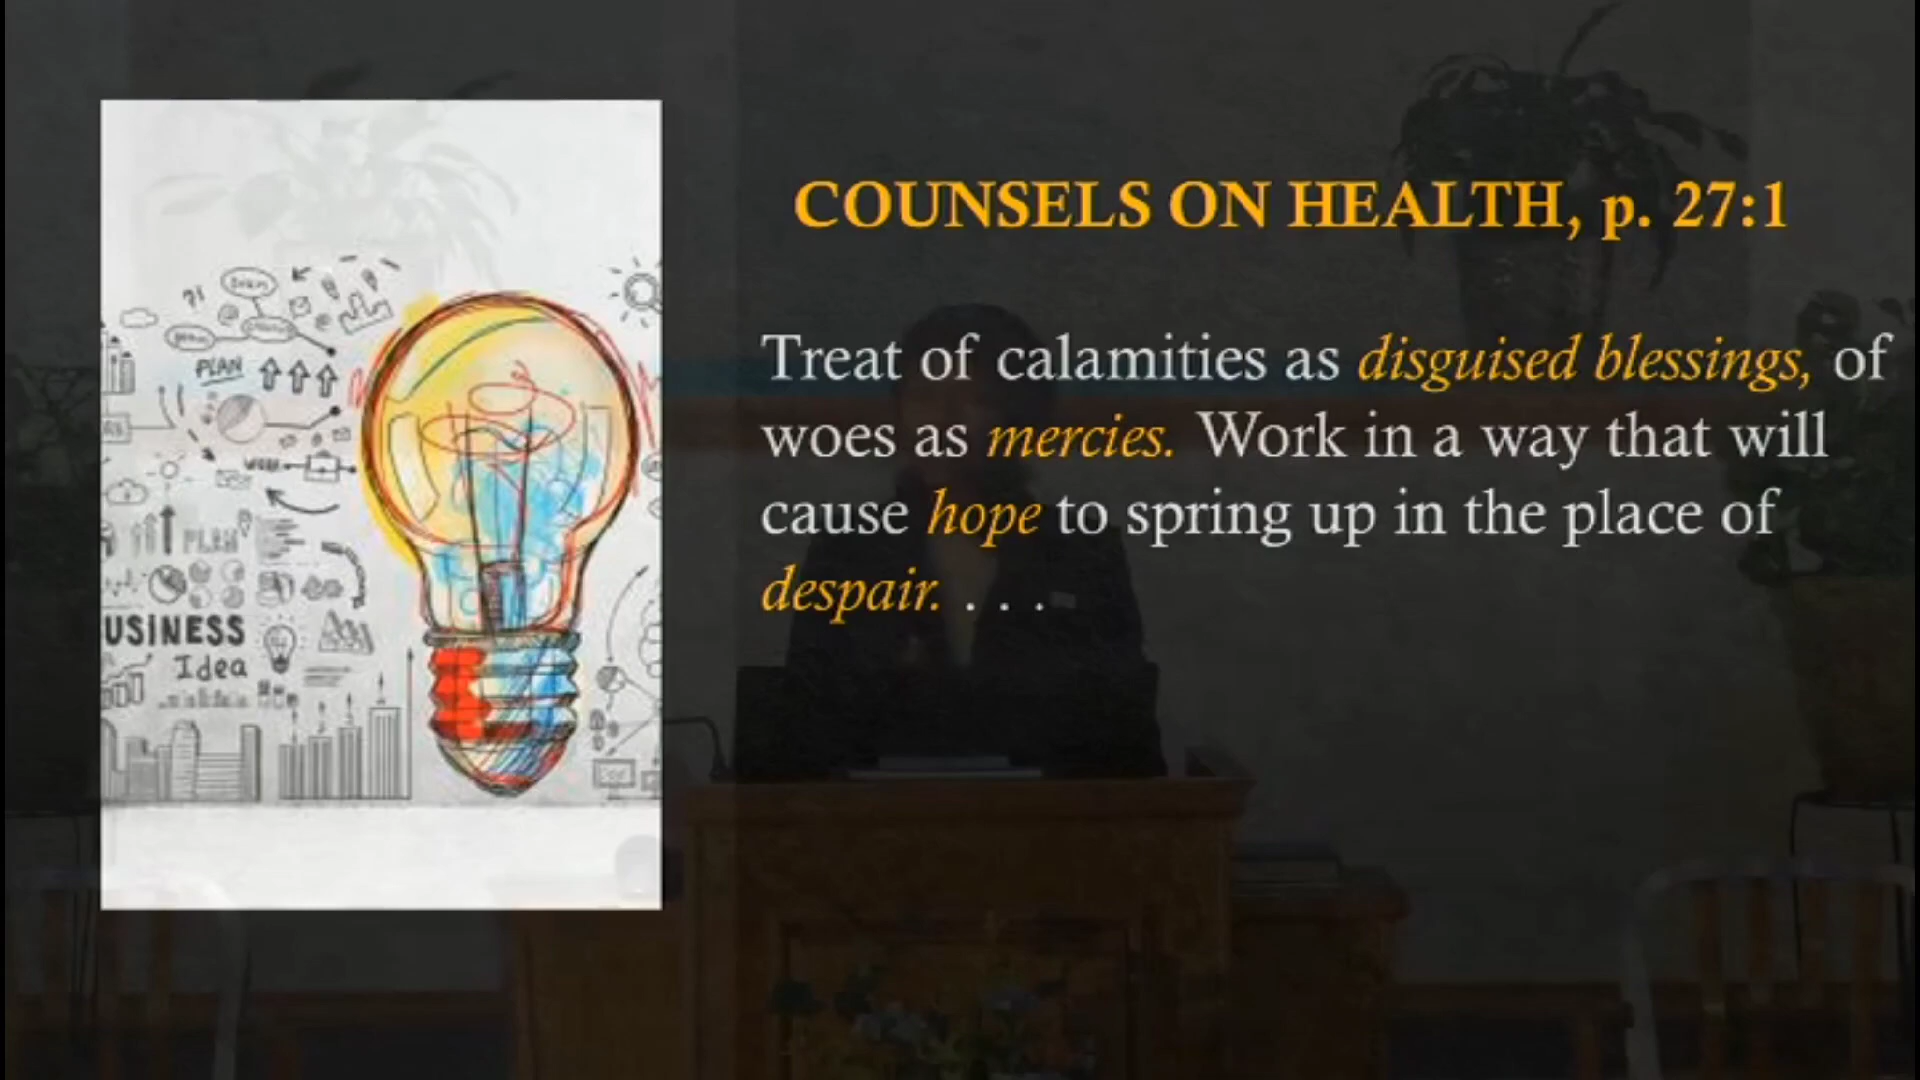 COUNSELS ON HEALTH, p. 27:1
Treat of calamities as disguised blessings, of
woes as mercies. Work in a way that will
cause hope to spring up in the place of
despair. . . .
PLAN
PLAN
USINESS
Idea